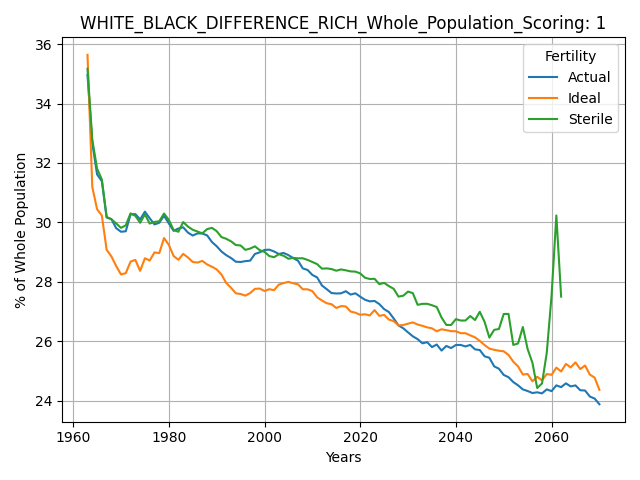 WHITE_BLACK_DIFFERENCE_RICH_Whole_Population_Scoring: 1
% of Whole Population
36
34
32
30
28
26
24
Fertility
Actual
Ideal
Sterile
1960 1980 2000 2020 2040 2060
Years